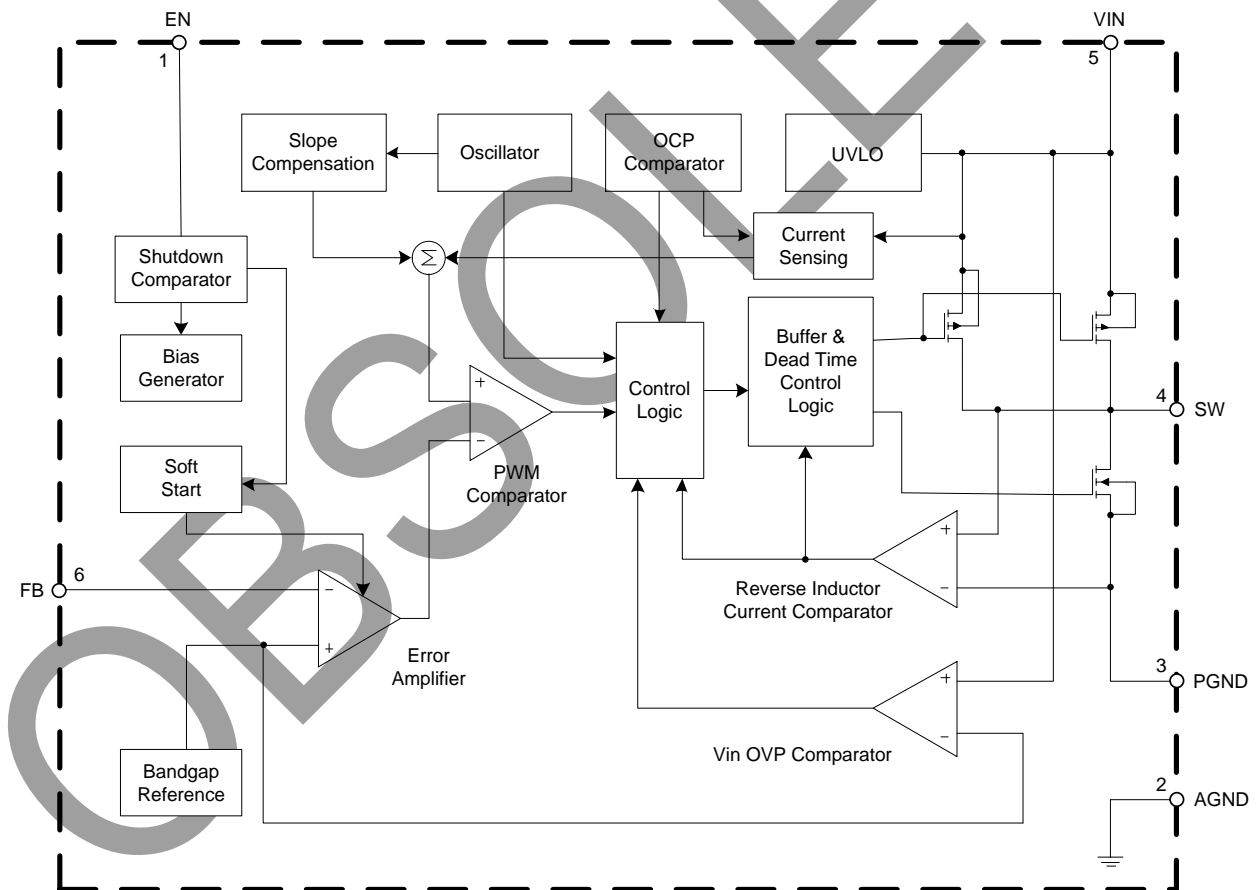 EN
1
VIN
5
Slope
Compensation
Oscillator
OCP
Comparator
UVLO
Shutdown
Comparator
Σ
Current
Sensing
Bias
Generator
+
-
PWM
Comparator
Control
Logic
Buffer &
Dead Time
Control
Logic
4
SW
Soft
Start
+
-
Reverse Inductor
Current Comparator
6
FB
-
+
Error
Amplifier
3
PGND
+
-
Vin OVP Comparator
Bandgap
Reference
2
AGND
OBSOLETE